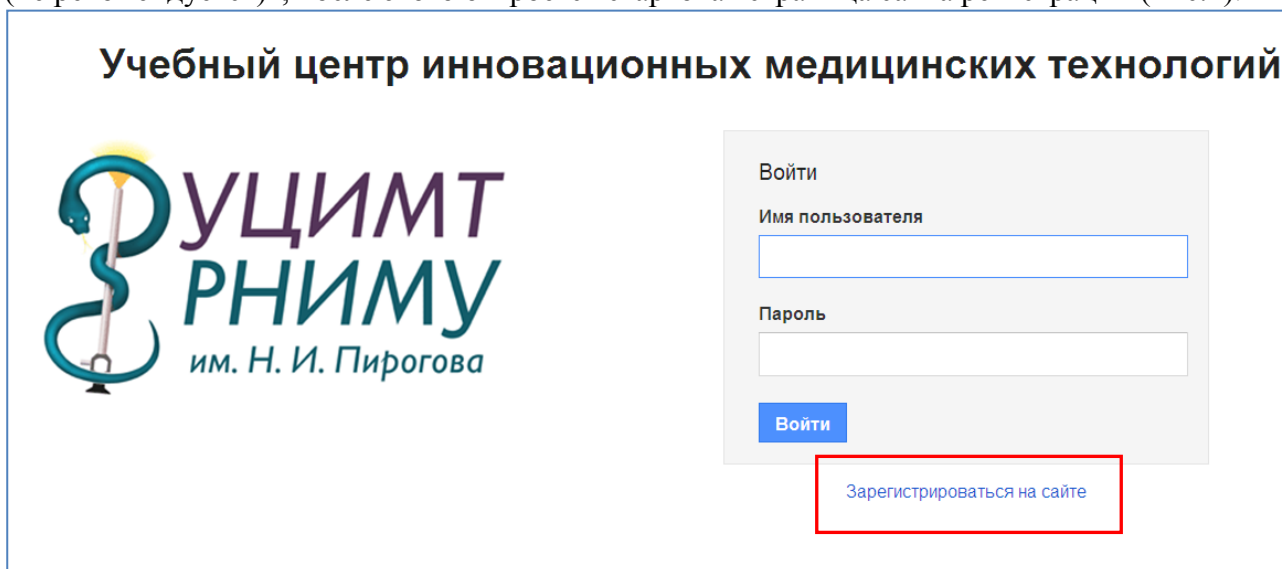 Учебный центр инновационных медицинских технологий
УЦИМТ
РНИМУ
им. Н. И. Пирогова
Войти
Имя пользователя
Пароль
Войти
Зарегистрироваться на сайте